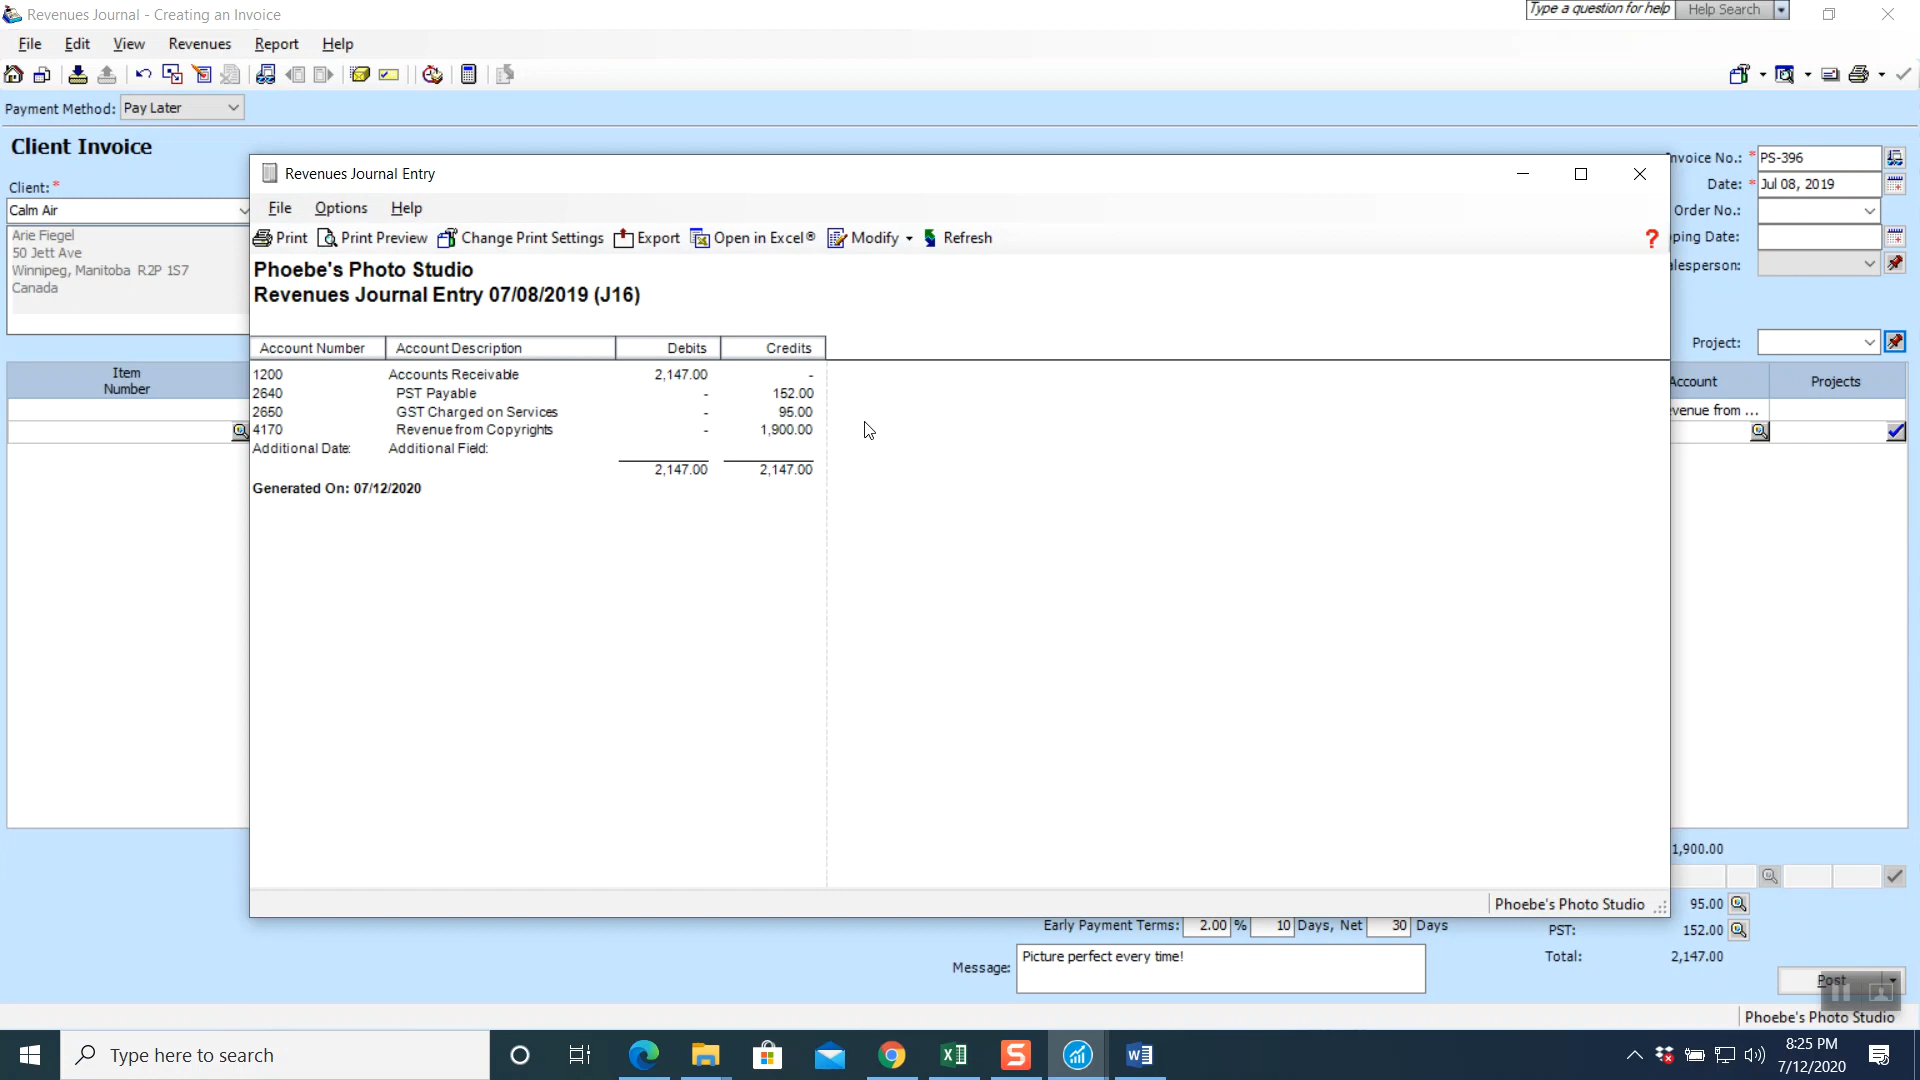 Revenues Journal - Creating an Invoice
Type a question for help Help Search
File Edit View Revenues Report Help
Payment Method: Pay Later
Client Invoice
Client: *
Calm Air
Arie Fiegel
50 Jett Ave
Winnipeg, Manitoba R2P 1S7
Canada
nvoice No.: * PS-396
Date: * Jul 08, 2019
Order No.:
ping Date:
alesperson:
Project:
Item
Number
Account Projects
venue from ...
Revenues Journal Entry
File Options Help
Print Print Preview Change Print Settings Export Open in Excel® Modify Refresh ?
Phoebe's Photo Studio
Revenues Journal Entry 07/08/2019 (J16)
Account Number Account Description Debits Credits
1200 Accounts Receivable 2,147.00 -
2640 PST Payable - 152.00
2650 GST Charged on Services - 95.00
4170 Revenue from Copyrights - 1,900.00
Additional Date: Additional Field:
2,147.00 2,147.00
Generated On: 07/12/2020
Phoebe's Photo Studio
1,900.00
95.00
Early Payment Terms: 2.00 % 10 Days, Net 30 Days
PST: 152.00
Message: Picture perfect every time!
Total: 2,147.00
Post
Phoebe's Photo Studio
Type here to search
8:25 PM
7/12/2020